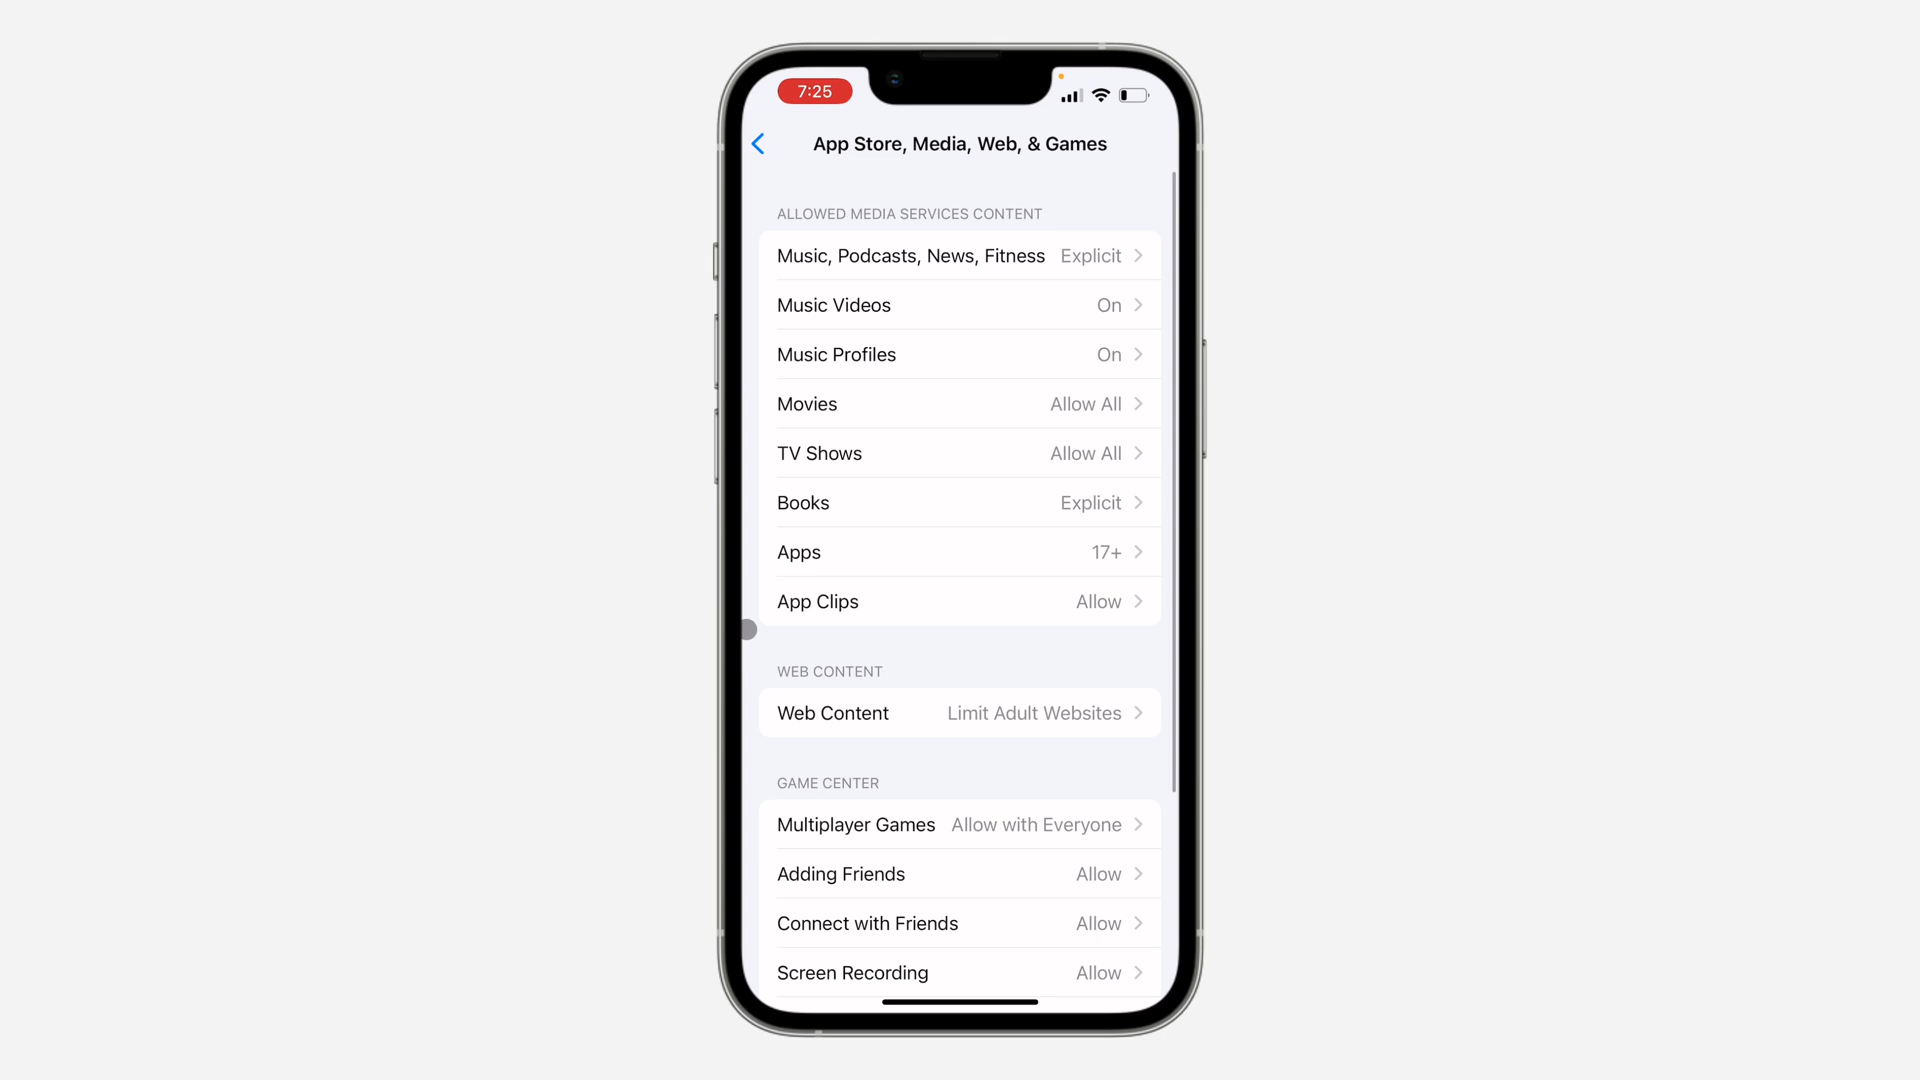 7:25
App Store, Media, Web, & Games
ALLOWED MEDIA SERVICES CONTENT
Music, Podcasts, News, Fitness Explicit
Music Videos On
Music Profiles On
Movies Allow All
TV Shows Allow All
Books Explicit
Apps 17+
App Clips Allow
WEB CONTENT
Web Content Limit Adult Websites
GAME CENTER
Multiplayer Games Allow with Everyone
Adding Friends Allow
Connect with Friends Allow
Screen Recording Allow